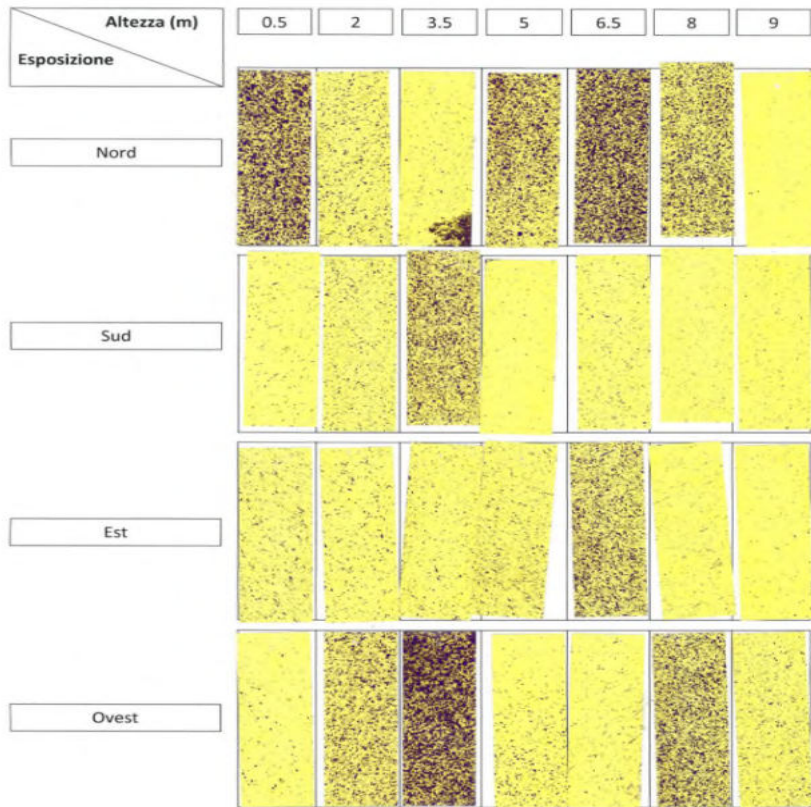 Altezza (m)
Esposizione
0.5 2 3.5 5 6.5 8 9
Nord
Sud
Est
Ovest